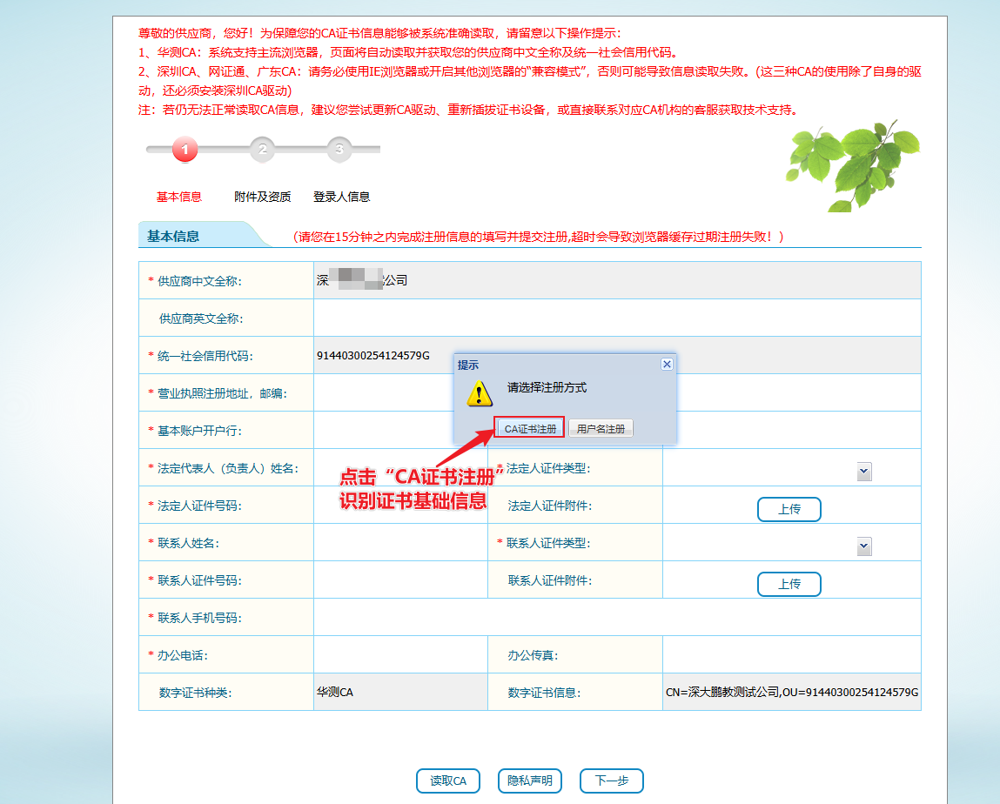 尊敬的供应商，您好！为保障您的CA证书信息能够被系统准确读取，请留意以下操作提示：
1、华测CA：系统支持主流浏览器，页面将自动读取并获取您的供应商中文全称及统一社会信用代码。
2、深圳CA、网证通、广东CA：请务必使用IE浏览器或开启其他浏览器的“兼容模式”，否则可能导致信息读取失败。(这三种CA的使用除了自身的驱
动，还必须安装深圳CA驱动)
注：若仍无法正常读取CA信息，建议您尝试更新CA驱动、重新插拔证书设备，或直接联系对应CA机构的客服获取技术支持。
1 2 3
基本信息 附件及资质 登录人信息
基本信息 （请您在15分钟之内完成注册信息的填写并提交注册,超时会导致浏览器缓存过期注册失败！）
* 供应商中文全称： 深 公司
供应商英文全称：
* 统一社会信用代码： 91440300254124579G
提示
请选择注册方式
CA证书注册 用户名注册
* 营业执照注册地址，邮编：
* 基本账户开户行：
点击“CA证书注册”
识别证书基础信息
* 法定代表人（负责人）姓名： * 法定人证件类型：
* 法定人证件号码： 法定人证件附件： 上传
* 联系人姓名： * 联系人证件类型：
* 联系人证件号码： 联系人证件附件： 上传
* 联系人手机号码：
* 办公电话： 办公传真：
数字证书种类： 华测CA 数字证书信息： CN=深大鹏教测试公司,OU=91440300254124579G
读取CA 隐私声明 下一步